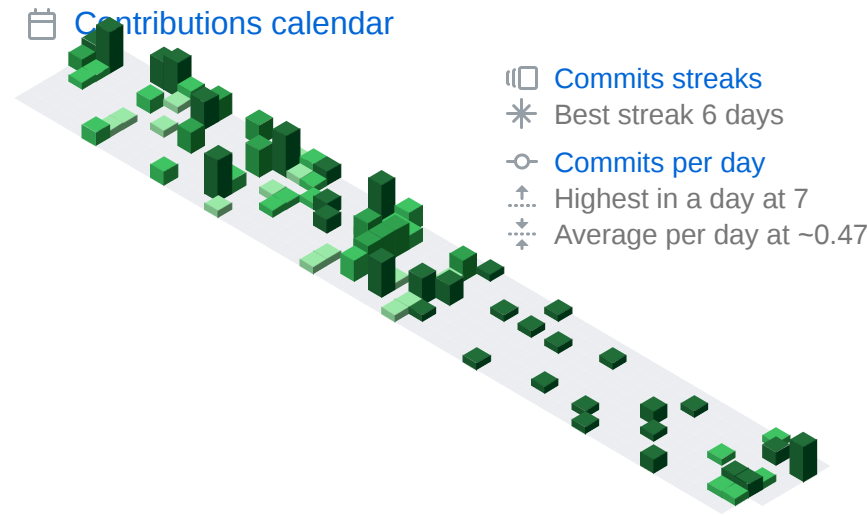 Contributions calendar
Commits streaks
Best streak 6 days
Commits per day
Highest in a day at 7
Average per day at ~0.47